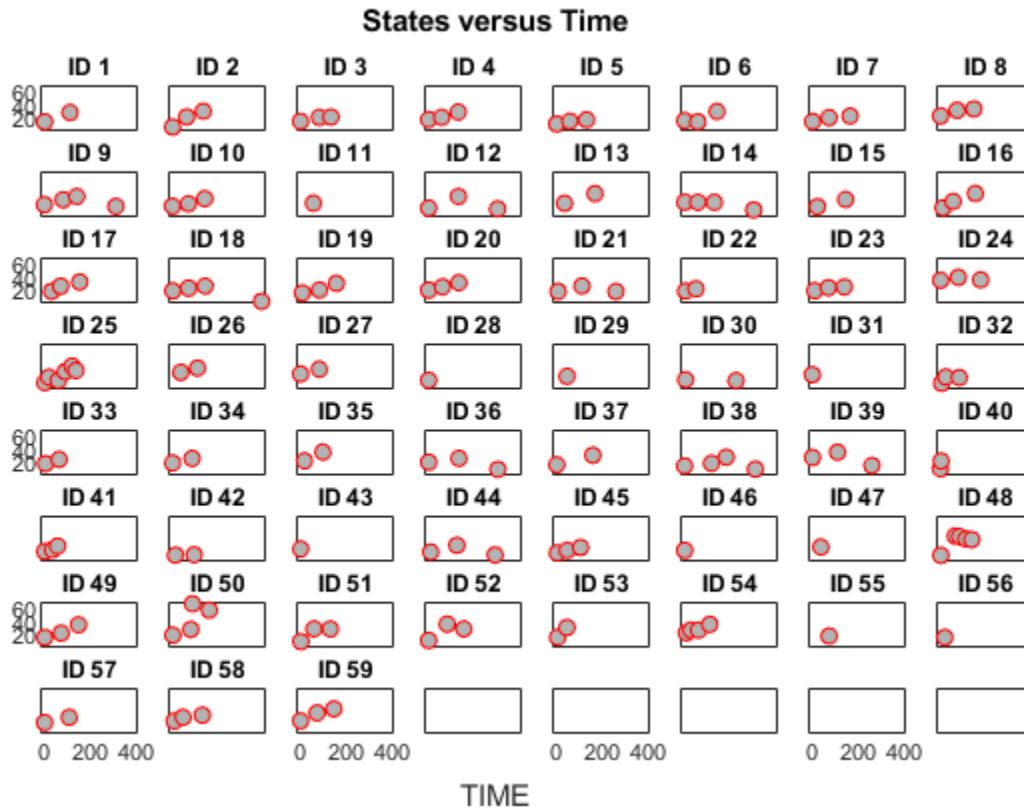 States versus Time
ID 1 ID 2 ID 3 ID 4 ID 5 ID 6 ID 7 ID 8
60
40
20
ID 9 ID 10 ID 11 ID 12 ID 13 ID 14 ID 15 ID 16
ID 17 ID 18 ID 19 ID 20 ID 21 ID 22 ID 23 ID 24
60
40
20
ID 25 ID 26 ID 27 ID 28 ID 29 ID 30 ID 31 ID 32
ID 33 ID 34 ID 35 ID 36 ID 37 ID 38 ID 39 ID 40
60
40
20
ID 41 ID 42 ID 43 ID 44 ID 45 ID 46 ID 47 ID 48
ID 49 ID 50 ID 51 ID 52 ID 53 ID 54 ID 55 ID 56
60
40
20
ID 57 ID 58 ID 59
0 200 400 0 200 400 0 200 400 0 200 400
TIME